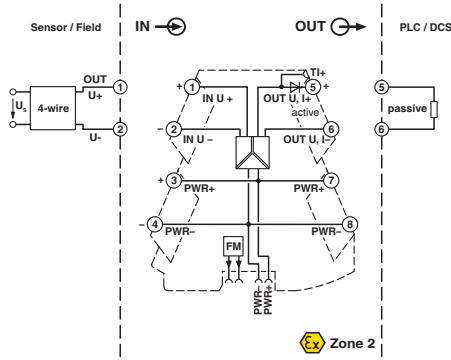 Sensor / Field
IN
OUT
PLC / DCS
OUT
U+
1
+
1
IN U +
TI+
5
+
OUT U, I+
active
5
Us
4-wire
passive
2
U-
–
2
IN U –
6
OUT U, I–
6
+
3
PWR+
7
PWR+
–
4
PWR–
8
PWR–
FM
PWR–
PWR+
Ex
Zone 2